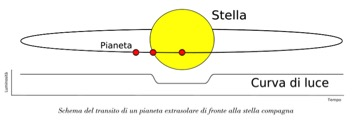 Stella
Pianeta
Luminosità
Curva di luce
Tempo
Schema del transito di un pianeta extrasolare di fronte alla stella compagna